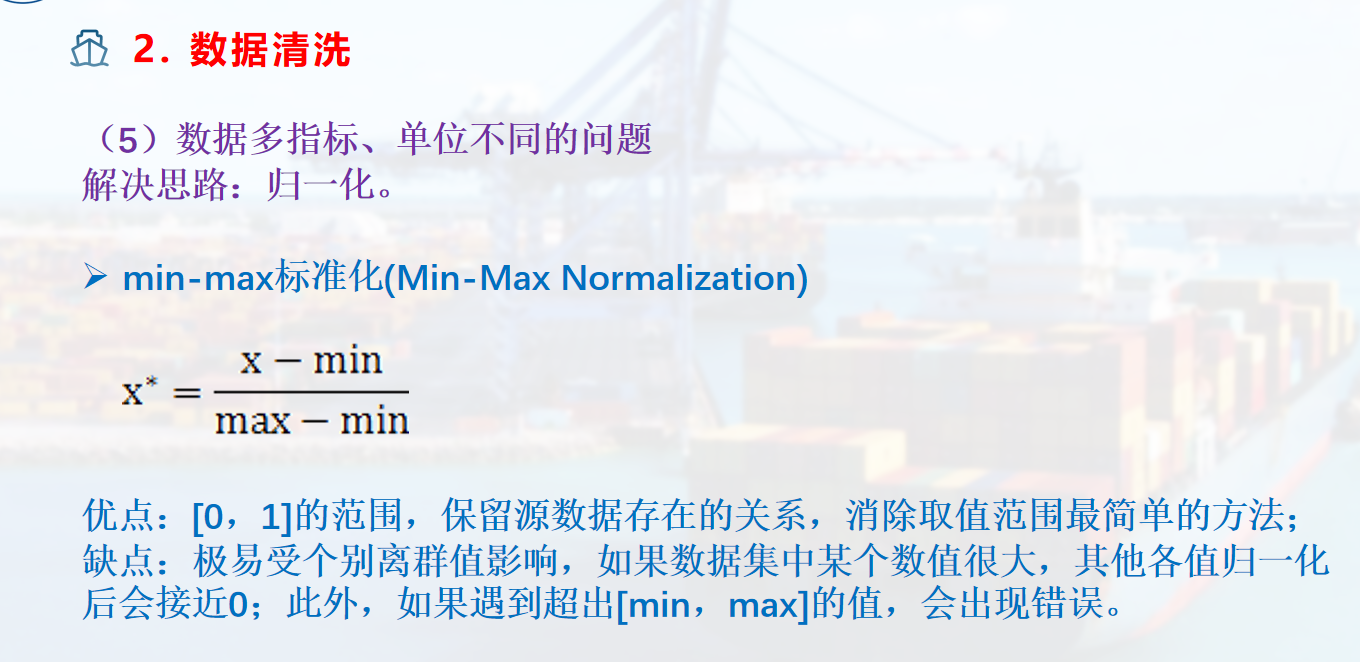 2. 数据清洗
（5）数据多指标、单位不同的问题
解决思路：归一化。
➢ min-max标准化(Min-Max Normalization)
x* = (x − min) / (max − min)
优点：[0，1]的范围，保留源数据存在的关系，消除取值范围最简单的方法；
缺点：极易受个别离群值影响，如果数据集中某个数值很大，其他各值归一化
后会接近0；此外，如果遇到超出[min，max]的值，会出现错误。